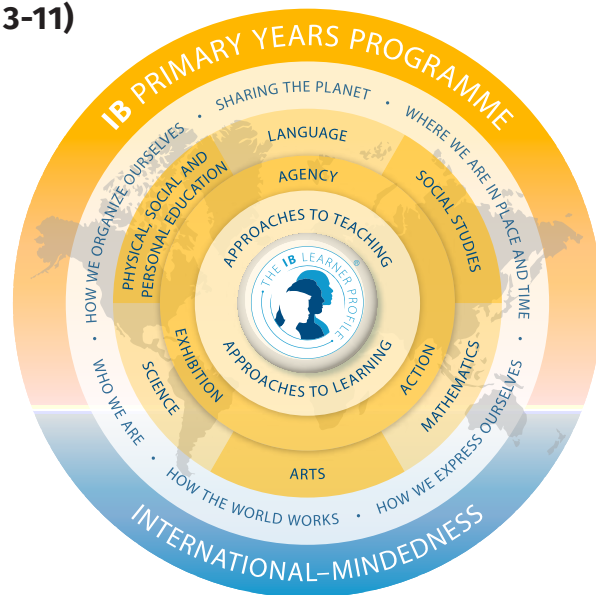 3-11)
IB PRIMARY YEARS PROGRAMME
SHARING THE PLANET
•
WHERE WE ARE IN PLACE AND TIME
•
HOW WE EXPRESS OURSELVES
•
HOW THE WORLD WORKS
•
WHO WE ARE
•
HOW WE ORGANIZE OURSELVES
•
LANGUAGE
SOCIAL STUDIES
MATHEMATICS
ARTS
SCIENCE
PHYSICAL, SOCIAL AND
PERSONAL EDUCATION
AGENCY
ACTION
EXHIBITION
APPROACHES TO TEACHING
APPROACHES TO LEARNING
THE IB LEARNER PROFILE
®
INTERNATIONAL–MINDEDNESS